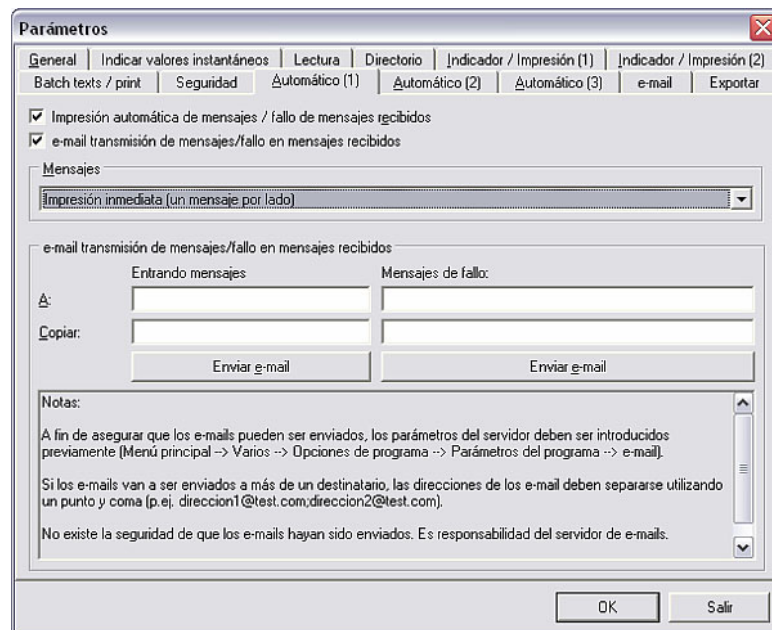 Parámetros
General Indicar valores instantáneos Lectura Directorio Indicador / Impresión (1) Indicador / Impresión (2)
Batch texts / print Seguridad Automático (1) Automático (2) Automático (3) e-mail Exportar
Impresión automática de mensajes / fallo de mensajes recibidos
e-mail transmisión de mensajes/fallo en mensajes recibidos
Mensajes
Impresión inmediata (un mensaje por lado)
e-mail transmisión de mensajes/fallo en mensajes recibidos
Entrando mensajes Mensajes de fallo:
A:
Copiar:
Enviar e-mail Enviar e-mail
Notas:
A fin de asegurar que los e-mails pueden ser enviados, los parámetros del servidor deben ser introducidos
previamente (Menú principal --> Varios --> Opciones de programa --> Parámetros del programa --> e-mail).
Si los e-mails van a ser enviados a más de un destinatario, las direcciones de los e-mail deben separarse utilizando
un punto y coma (p.ej. direccion1@test.com;direccion2@test.com).
No existe la seguridad de que los e-mails hayan sido enviados. Es responsabilidad del servidor de e-mails.
OK Salir